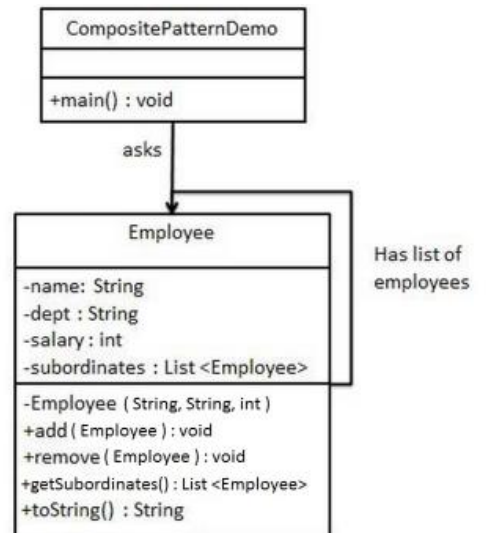 CompositePatternDemo
+main() : void
asks
Employee
-name: String
-dept : String
-salary : int
-subordinates : List <Employee>
-Employee ( String, String, int )
+add ( Employee ) : void
+remove ( Employee ) : void
+getSubordinates() : List <Employee>
+toString() : String
Has list of
employees